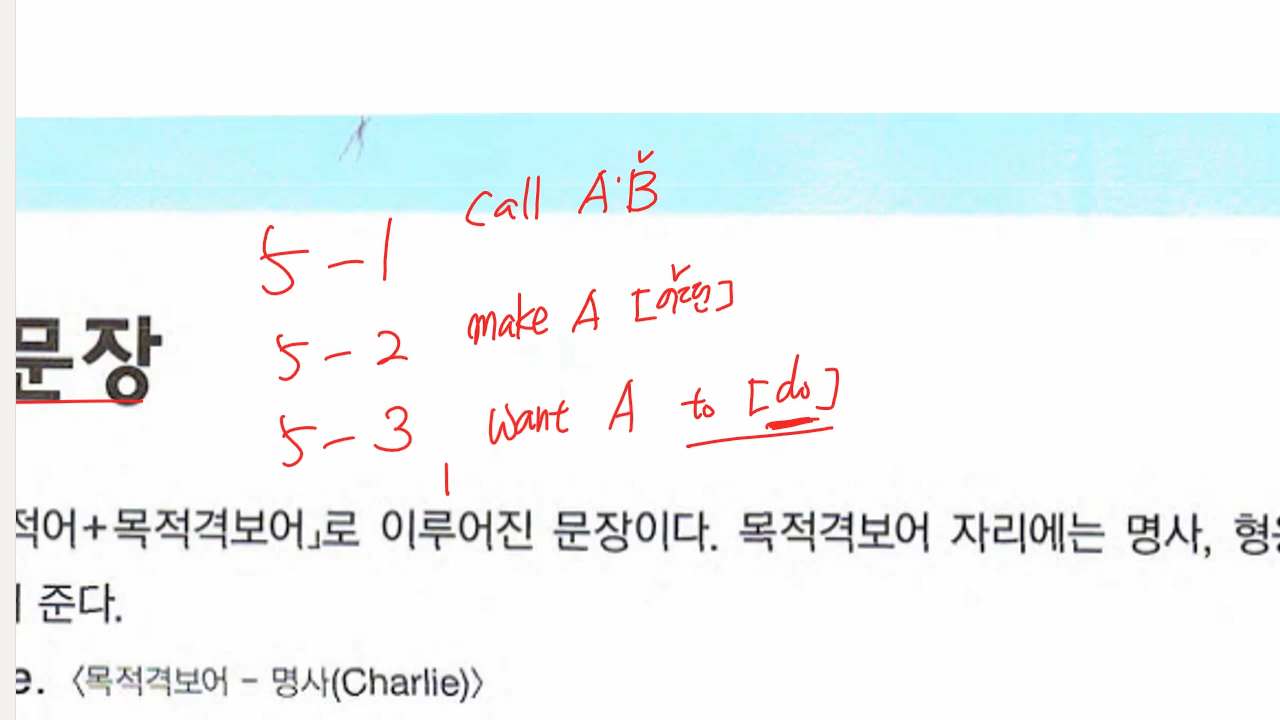 call A·B
5-1
make A [어떤]
5-2
문장
want A to [do]
5-3
적어+목적격보어」로 이루어진 문장이다. 목적격보어 자리에는 명사,
준다.
e. 〈목적격보어 - 명사(Charlie)〉